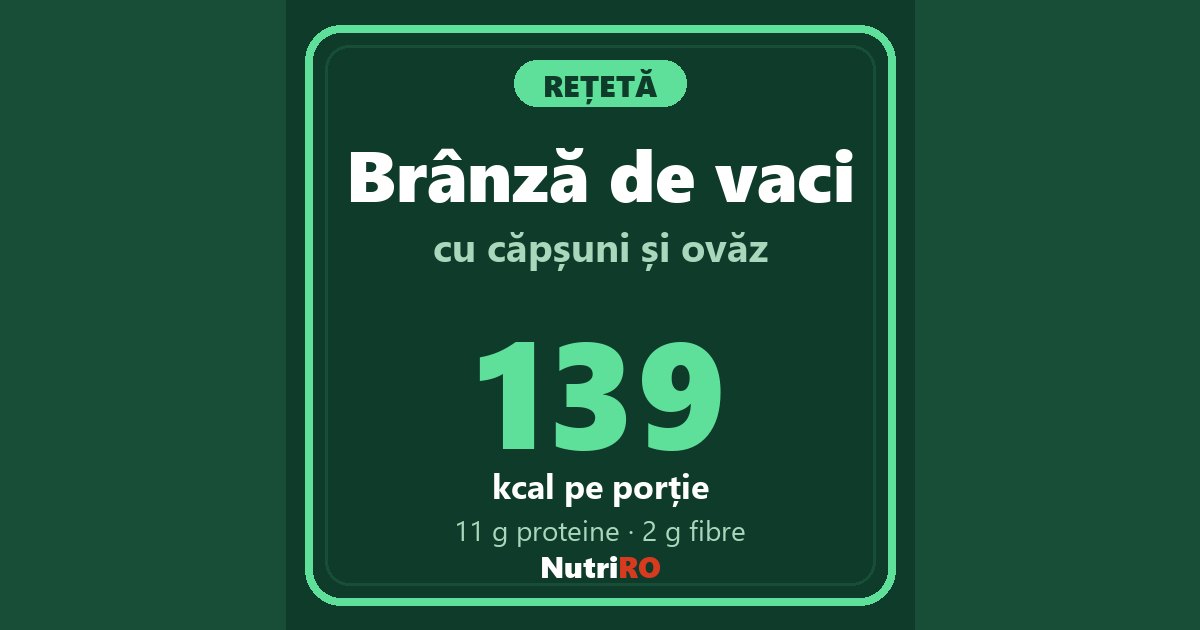 REȚETĂ
Brânză de vaci
cu căpșuni și ovăz
139
kcal pe porție
11 g proteine · 2 g fibre
NutriRO